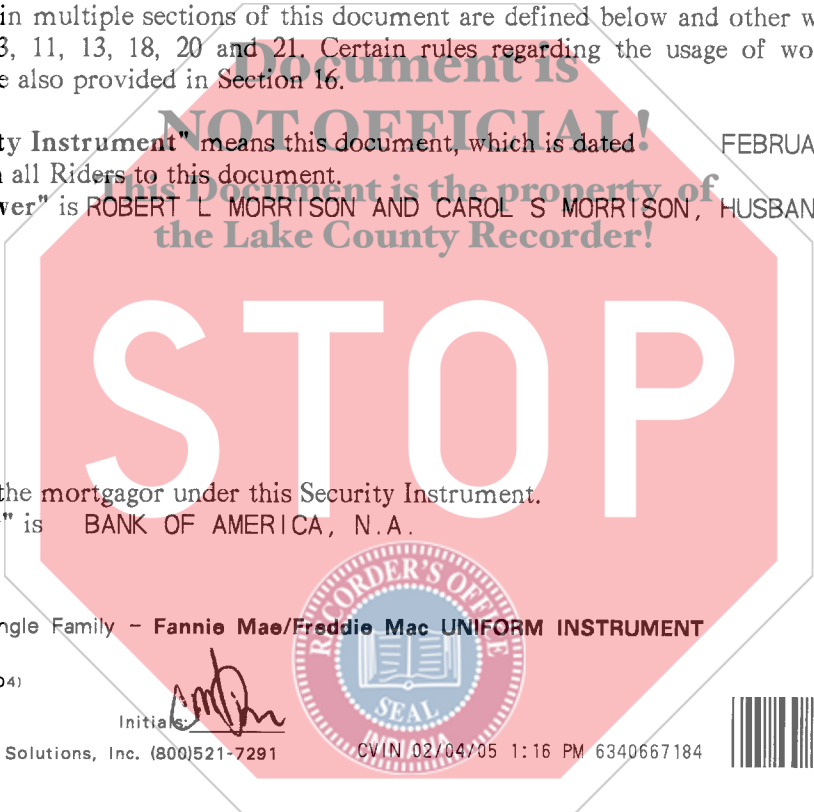 in multiple sections of this document are defined below and other w
3, 11, 13, 18, 20 and 21. Certain rules regarding the usage of wo
e also provided in Section 16.
Document is
NOT OFFICIAL!
This Document is the property of
the Lake County Recorder!
ty Instrument" means this document, which is dated FEBRUA
n all Riders to this document.
wer" is ROBERT L MORRISON AND CAROL S MORRISON, HUSBAN
STOP
the mortgagor under this Security Instrument.
" is BANK OF AMERICA, N.A.
RECORDER'S OFFICE
SEAL
INDIANA
ngle Family - Fannie Mae/Freddie Mac UNIFORM INSTRUMENT
04)
Initials:
Solutions, Inc. (800)521-7291 CVIN 02/04/05 1:16 PM 6340667184